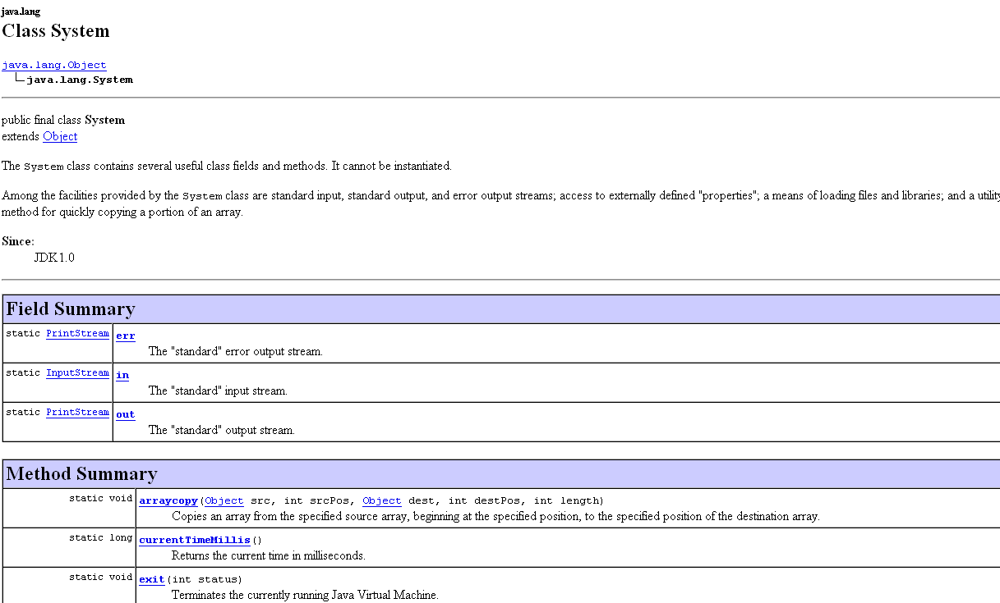 java.lang
Class System
java.lang.Object
java.lang.System
public final class System
extends Object
The System class contains several useful class fields and methods. It cannot be instantiated.
Among the facilities provided by the System class are standard input, standard output, and error output streams; access to externally defined "properties"; a means of loading files and libraries; and a utility
method for quickly copying a portion of an array.
Since:
JDK1.0
Field Summary
static PrintStream err
The "standard" error output stream.
static InputStream in
The "standard" input stream.
static PrintStream out
The "standard" output stream.
Method Summary
static void arraycopy(Object src, int srcPos, Object dest, int destPos, int length)
Copies an array from the specified source array, beginning at the specified position, to the specified position of the destination array.
static long currentTimeMillis()
Returns the current time in milliseconds.
static void exit(int status)
Terminates the currently running Java Virtual Machine.